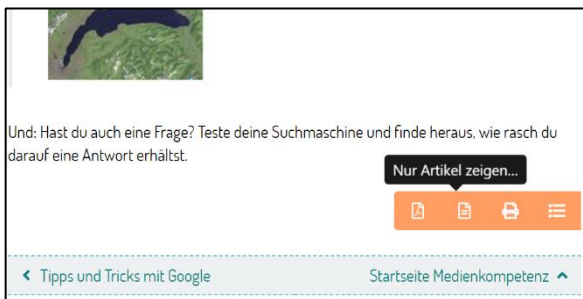 Und: Hast du auch eine Frage? Teste deine Suchmaschine und finde heraus, wie rasch du
darauf eine Antwort erhältst.
Nur Artikel zeigen...
Tipps und Tricks mit Google
Startseite Medienkompetenz